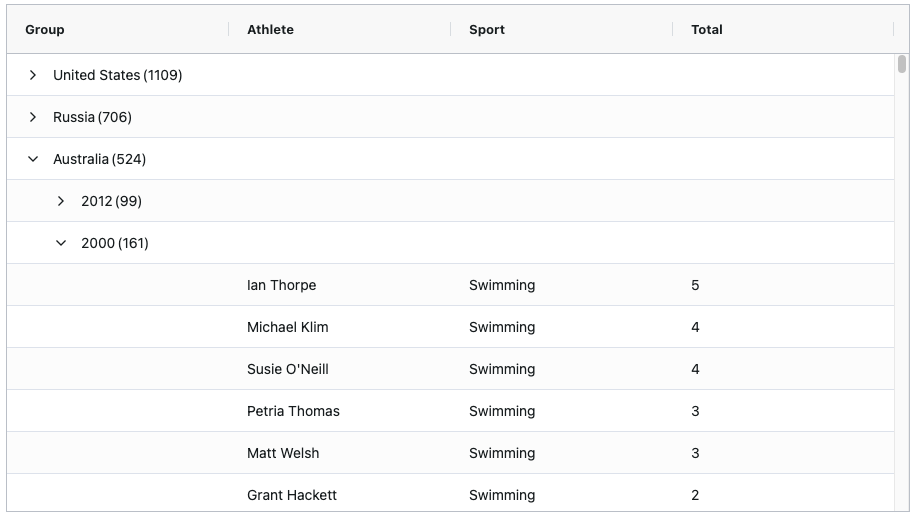 Group Athlete Sport Total
United States (1109)
Russia (706)
Australia (524)
2012 (99)
2000 (161)
Ian Thorpe Swimming 5
Michael Klim Swimming 4
Susie O'Neill Swimming 4
Petria Thomas Swimming 3
Matt Welsh Swimming 3
Grant Hackett Swimming 2